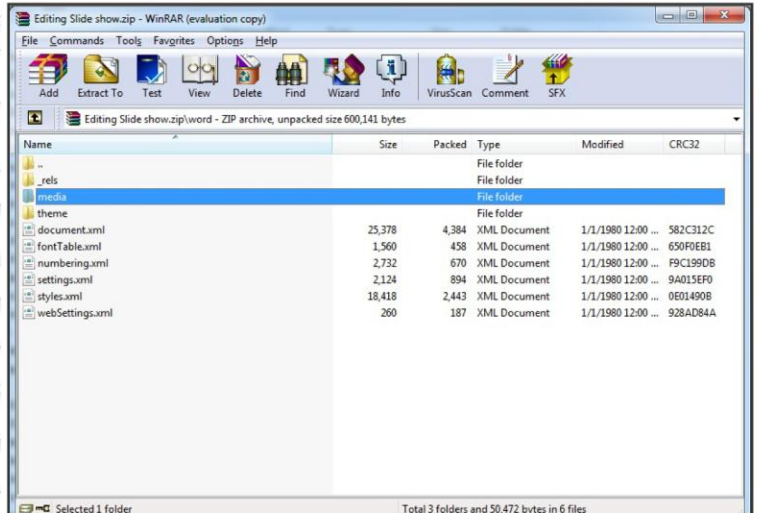 Editing Slide show.zip - WinRAR (evaluation copy)
File Commands Tools Favorites Options Help
Add Extract To Test View Delete Find Wizard Info VirusScan Comment SFX
Editing Slide show.zip\word - ZIP archive, unpacked size 600,141 bytes
Name Size Packed Type Modified CRC32
.. File folder
_rels File folder
media File folder
theme File folder
document.xml 25,378 4,384 XML Document 1/1/1980 12:00 ... 582C312C
fontTable.xml 1,560 458 XML Document 1/1/1980 12:00 ... 650F0EB1
numbering.xml 2,732 670 XML Document 1/1/1980 12:00 ... F9C199DB
settings.xml 2,124 894 XML Document 1/1/1980 12:00 ... 9A015EF0
styles.xml 18,418 2,443 XML Document 1/1/1980 12:00 ... 0E01490B
webSettings.xml 260 187 XML Document 1/1/1980 12:00 ... 928AD84A
Selected 1 folder Total 3 folders and 50,472 bytes in 6 files